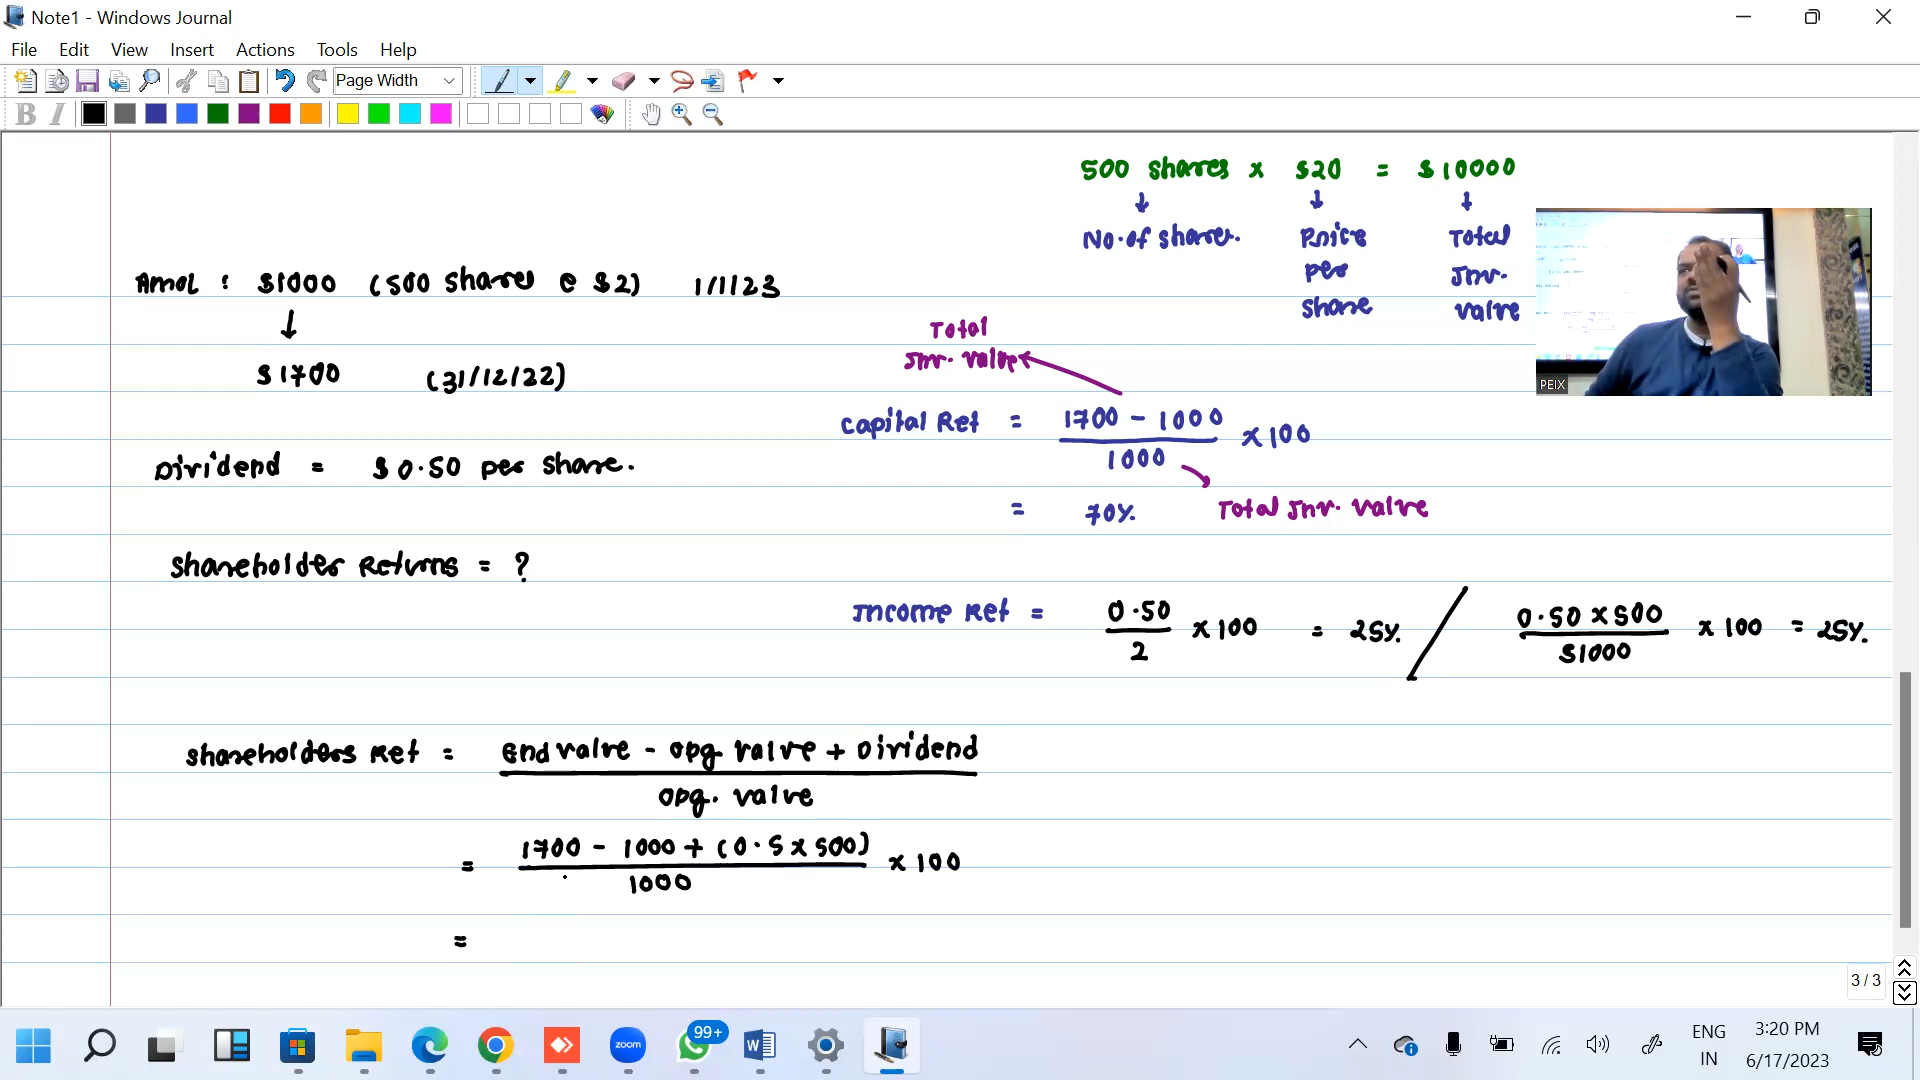 Note1 - Windows Journal
File Edit View Insert Actions Tools Help
Page Width
B I
500 shares x $20 = $10000
No. of shares. Price per share Total Inv. value
Amol : $1000 (500 shares @ $2) 1/1/23
$1700 (31/12/22)
Total Inv. value
Capital Ret = 1700 - 1000 / 1000 x 100
= 70%
Total Inv. value
Dividend = $0.50 per share.
Shareholder Returns = ?
Income Ret = 0.50 / 2 x 100 = 25% / 0.50 x 500 / $1000 x 100 = 25%.
Shareholders Ret = End value - opg value + Dividend
opg. value
= 1700 - 1000 + (0.5 x 500) x 100
1000
=
PEIX
3 / 3
99+
zoom
ENG
IN
3:20 PM
6/17/2023